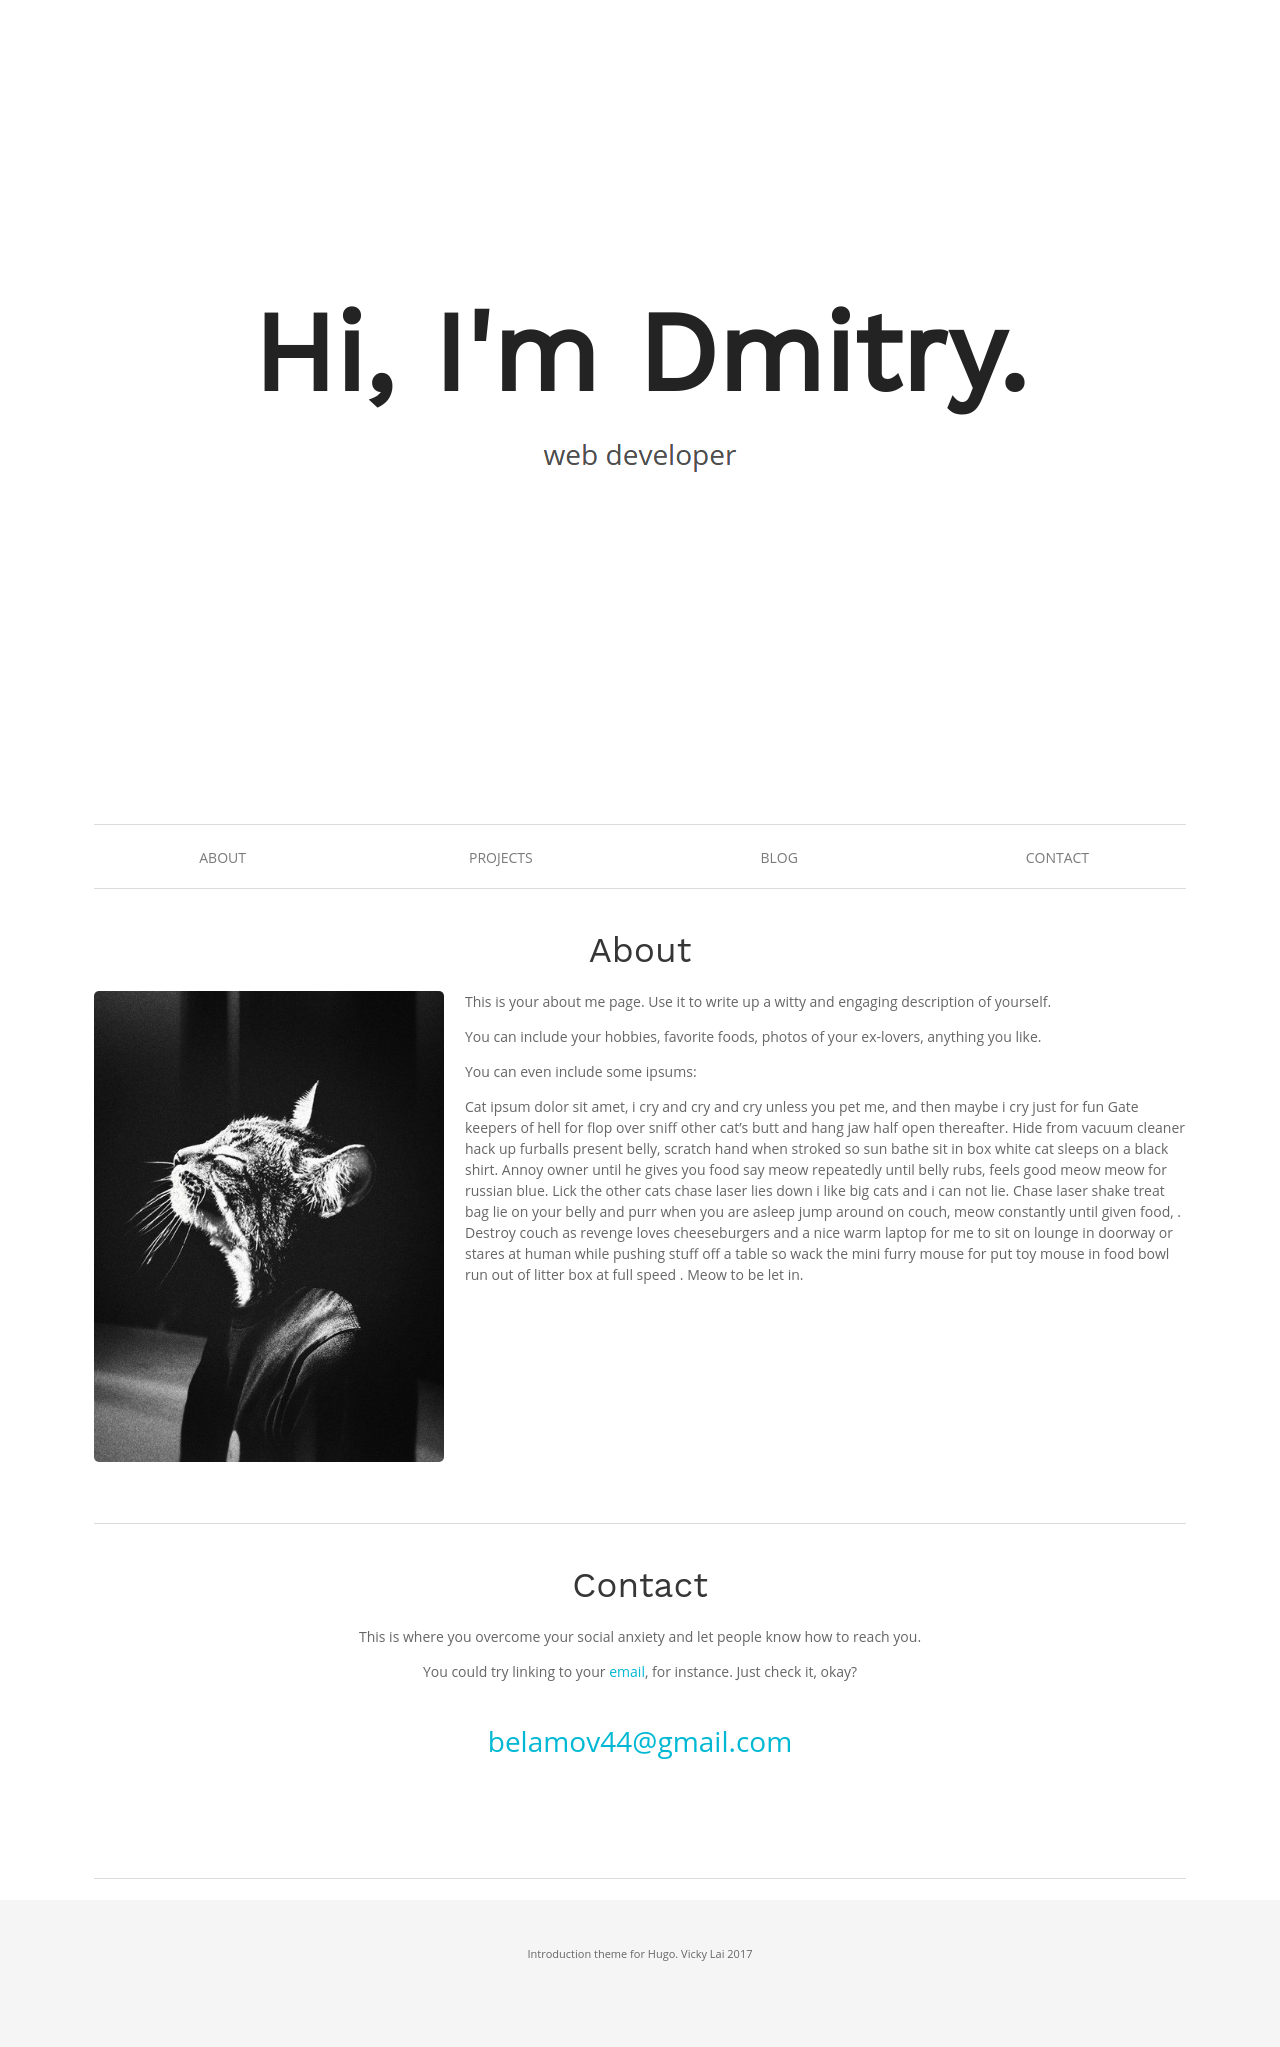 Hi, I'm Dmitry.
web developer
ABOUT
PROJECTS
BLOG
CONTACT
About
This is your about me page. Use it to write up a witty and engaging description of yourself.
You can include your hobbies, favorite foods, photos of your ex-lovers, anything you like.
You can even include some ipsums:
Cat ipsum dolor sit amet, i cry and cry and cry unless you pet me, and then maybe i cry just for fun Gate
keepers of hell for flop over sniff other cat’s butt and hang jaw half open thereafter. Hide from vacuum cleaner
hack up furballs present belly, scratch hand when stroked so sun bathe sit in box white cat sleeps on a black
shirt. Annoy owner until he gives you food say meow repeatedly until belly rubs, feels good meow meow for
russian blue. Lick the other cats chase laser lies down i like big cats and i can not lie. Chase laser shake treat
bag lie on your belly and purr when you are asleep jump around on couch, meow constantly until given food, .
Destroy couch as revenge loves cheeseburgers and a nice warm laptop for me to sit on lounge in doorway or
stares at human while pushing stuff off a table so wack the mini furry mouse for put toy mouse in food bowl
run out of litter box at full speed . Meow to be let in.
Contact
This is where you overcome your social anxiety and let people know how to reach you.
You could try linking to your email, for instance. Just check it, okay?
belamov44@gmail.com
Introduction theme for Hugo. Vicky Lai 2017